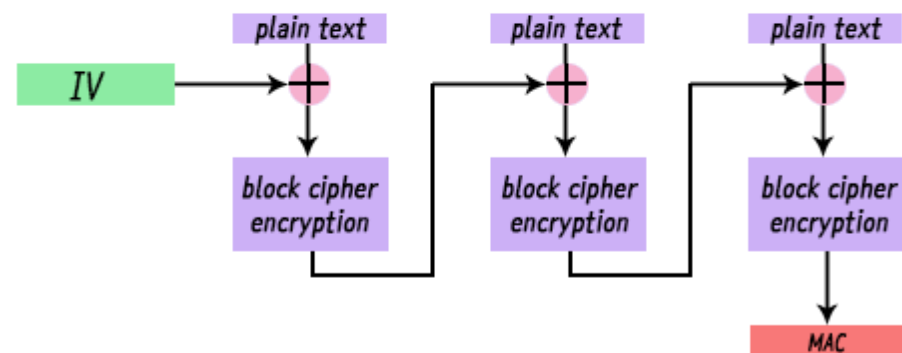 plain text
plain text
plain text
IV
block cipher
encryption
block cipher
encryption
block cipher
encryption
MAC